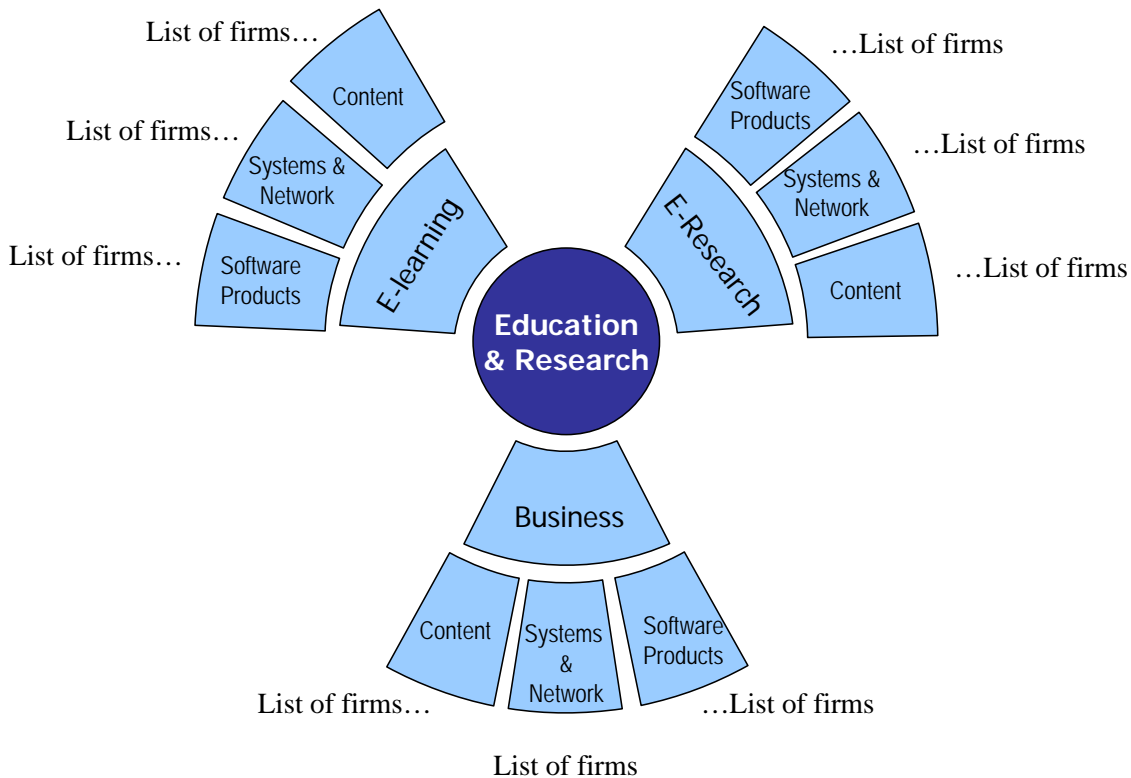 List of firms…
Content
List of firms…
Systems &
Network
List of firms…
Software
Products
E-learning
…List of firms
Software
Products
…List of firms
Systems &
Network
…List of firms
Content
E-Research
Education
& Research
Business
Content
Systems
&
Network
Software
Products
List of firms…
…List of firms
List of firms